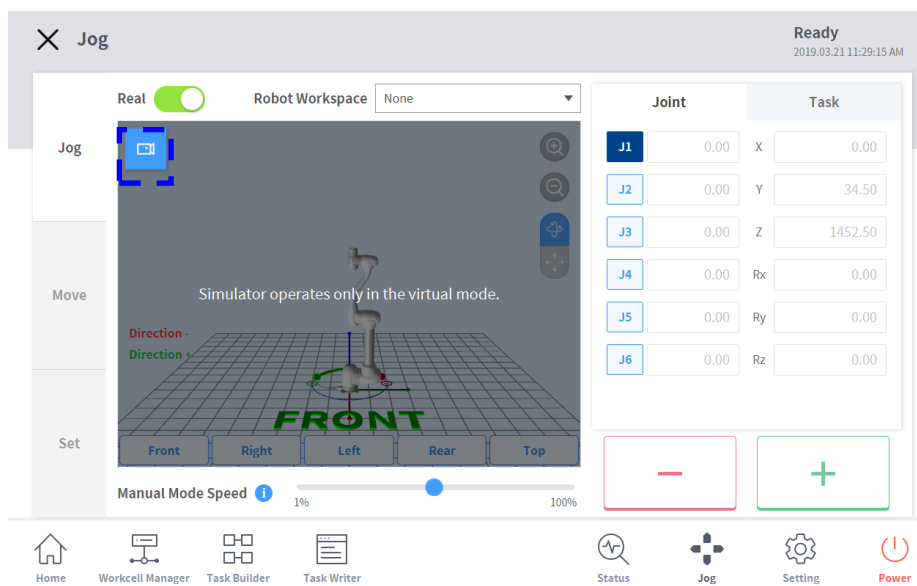 Jog
Ready
2019.03.21 11:29:15 AM
Real
Robot Workspace
None
Joint
Task
Jog
Move
Set
Simulator operates only in the virtual mode.
Direction -
Direction +
FRONT
Front
Right
Left
Rear
Top
J1
0.00
X
0.00
J2
0.00
Y
34.50
J3
0.00
Z
1452.50
J4
0.00
Rx
0.00
J5
0.00
Ry
0.00
J6
0.00
Rz
0.00
Manual Mode Speed
i
1%
100%
−
+
Home
Workcell Manager
Task Builder
Task Writer
Status
Jog
Setting
Power